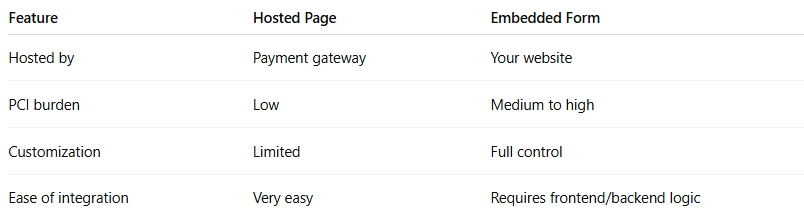 Feature Hosted Page Embedded Form
Hosted by Payment gateway Your website
PCI burden Low Medium to high
Customization Limited Full control
Ease of integration Very easy Requires frontend/backend logic